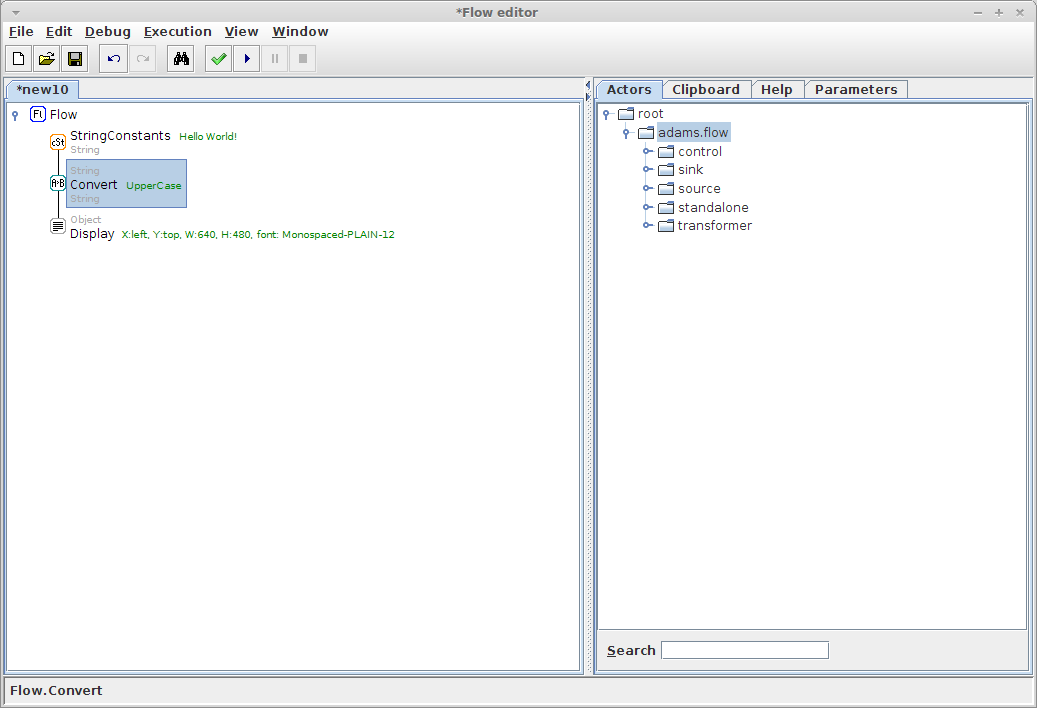 *Flow editor
File Edit Debug Execution View Window
*new10
Fl Flow
cSt StringConstants Hello World!
String
String
A›B Convert UpperCase
String
Object
Display X:left, Y:top, W:640, H:480, font: Monospaced-PLAIN-12
Actors Clipboard Help Parameters
root
adams.flow
control
sink
source
standalone
transformer
Search
Flow.Convert